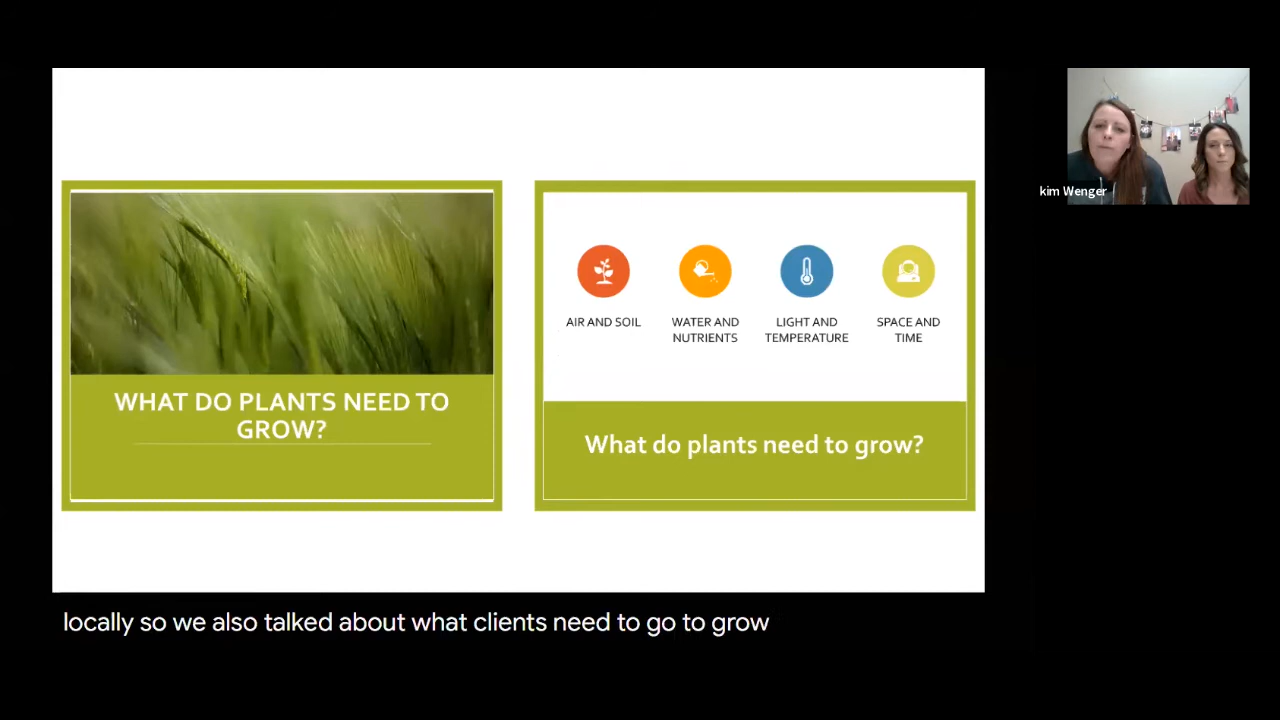 WHAT DO PLANTS NEED TO
GROW?
AIR AND SOIL
WATER AND
NUTRIENTS
LIGHT AND
TEMPERATURE
SPACE AND
TIME
What do plants need to grow?
kim Wenger
locally so we also talked about what clients need to go to grow